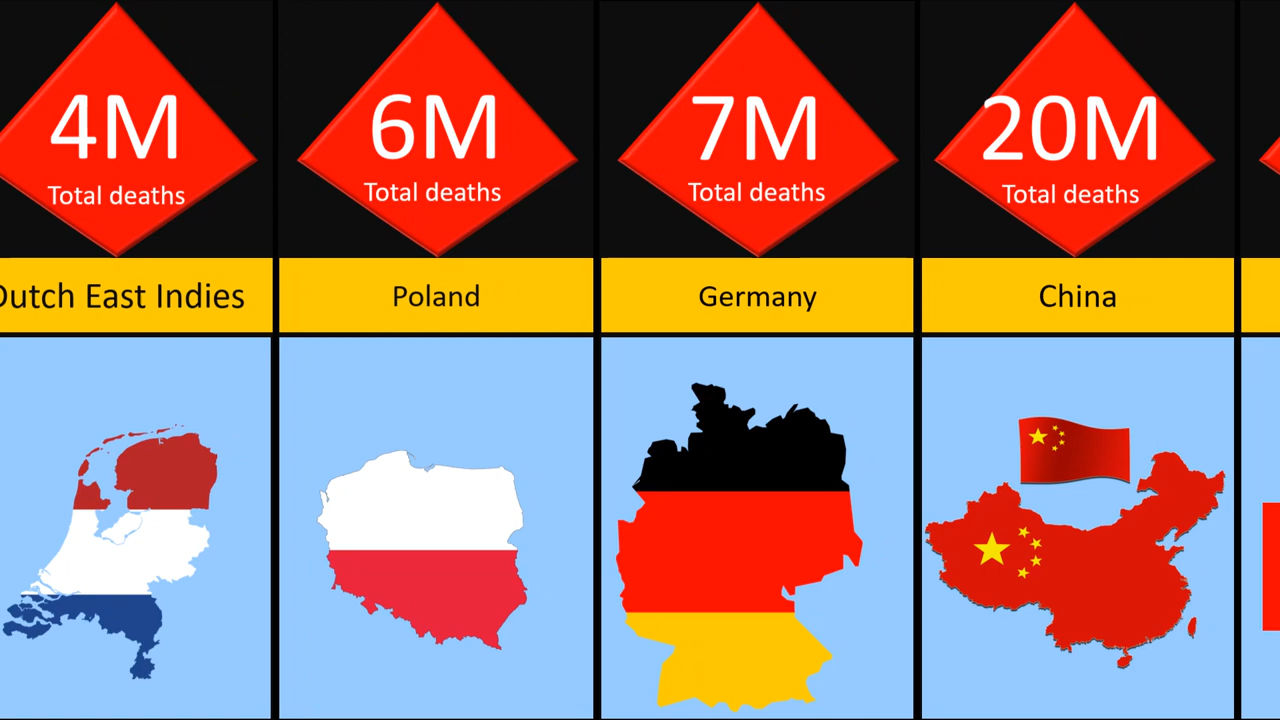 4M
Total deaths
Dutch East Indies
6M
Total deaths
Poland
7M
Total deaths
Germany
20M
Total deaths
China